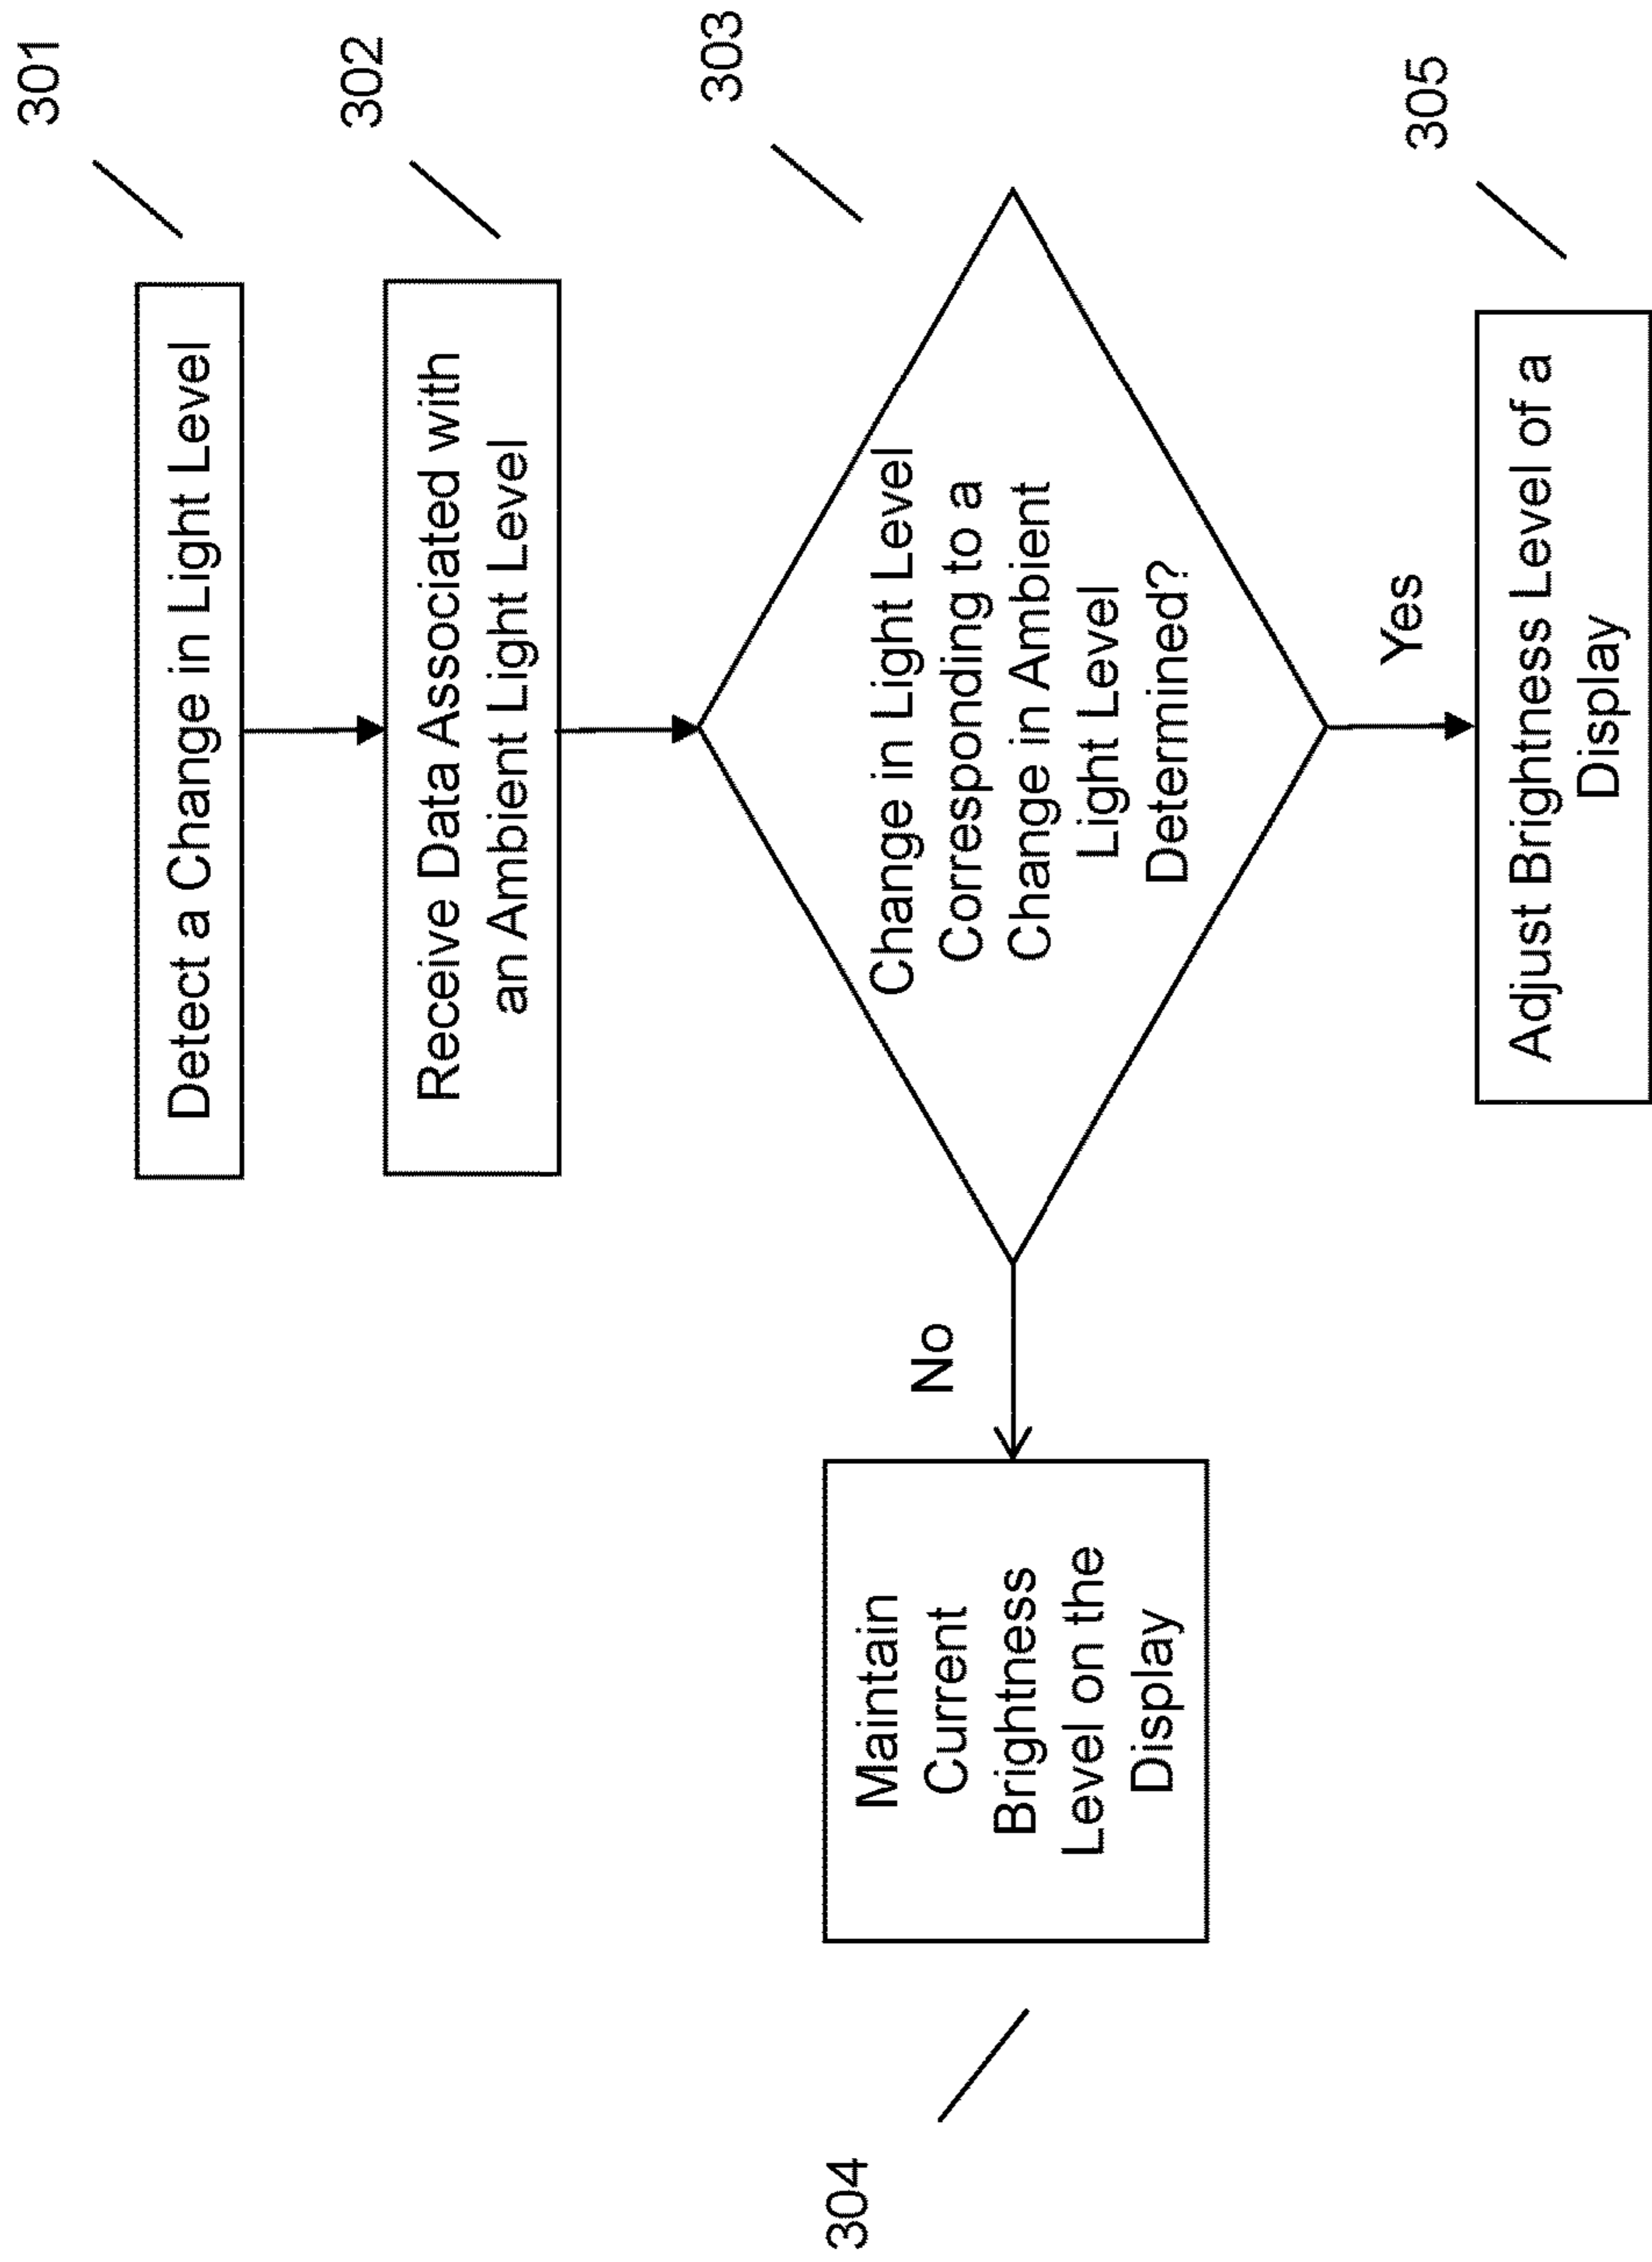 301
Detect a Change in Light Level
302
Receive Data Associated with
an Ambient Light Level
303
Change in Light Level
Corresponding to a
Change in Ambient
Light Level
Determined?
No
304
Maintain
Current
Brightness
Level on the
Display
Yes
305
Adjust Brightness Level of a
Display